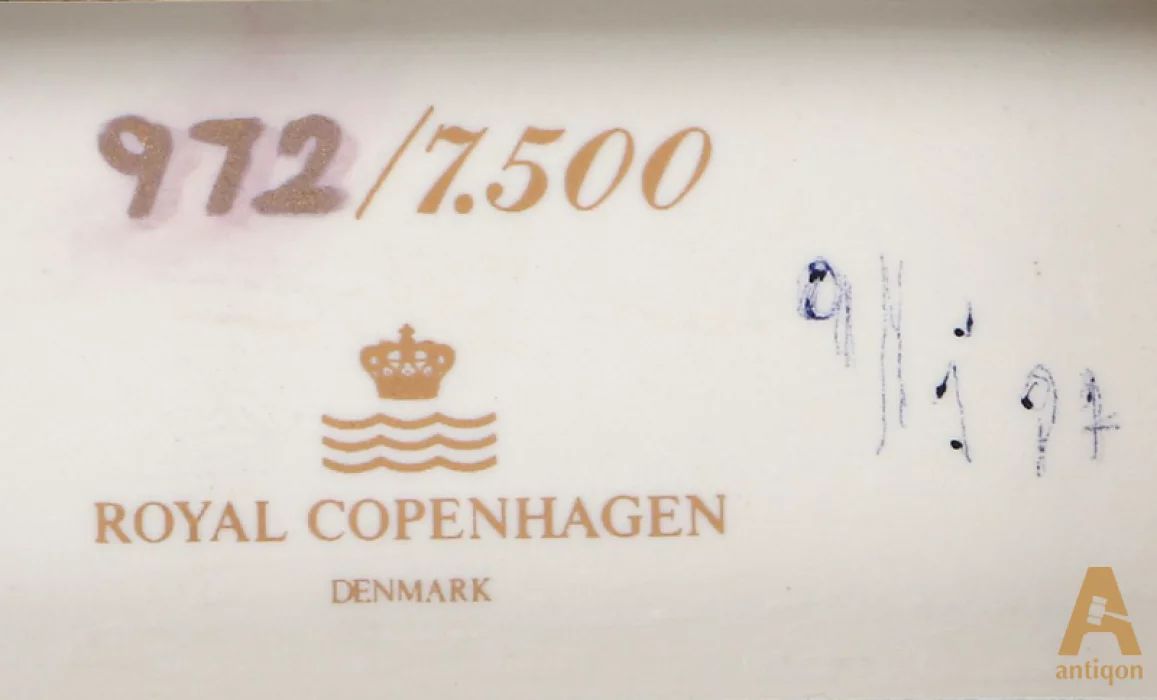 972/7.500
ROYAL COPENHAGEN
DENMARK
antiqon